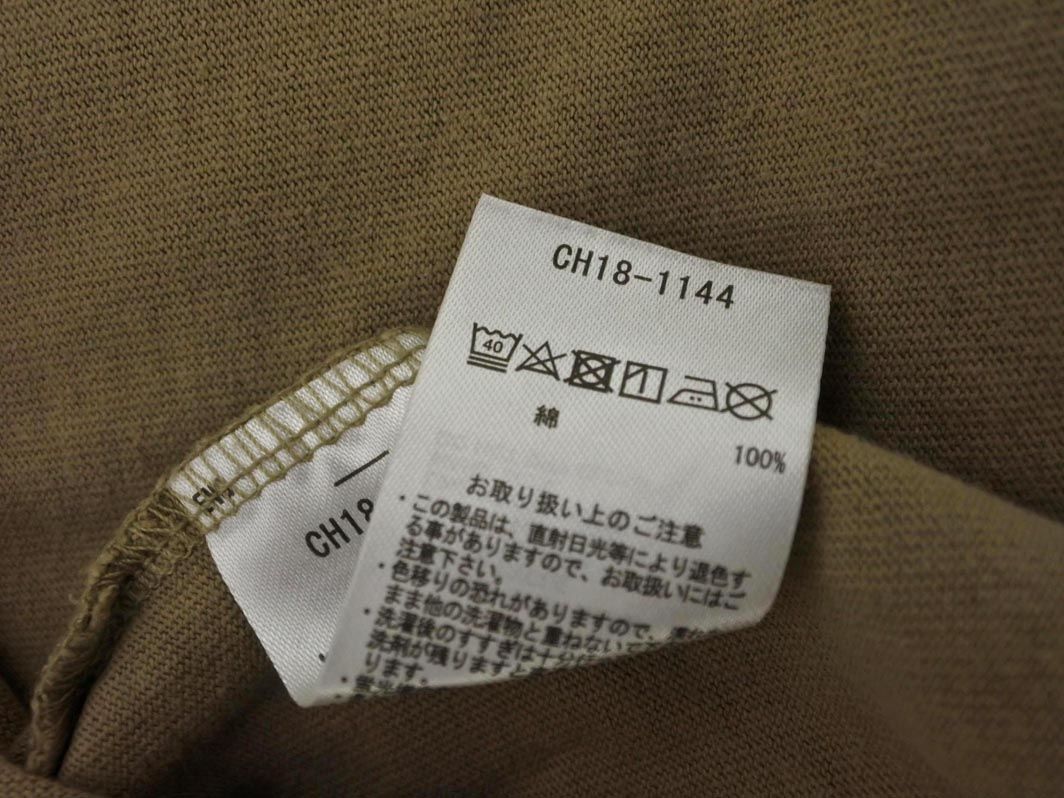 CH18-1144
40
綿
100%
お取り扱い上のご注意
・この製品は、直射日光等により退色す
る事がありますので、お取扱いにはご
注意下さい。
・色移りの恐れがありますので、
まま他の洗濯物と重ねないで
・洗濯後のすすぎは十分に
洗剤が残りますと
ります。
CH18